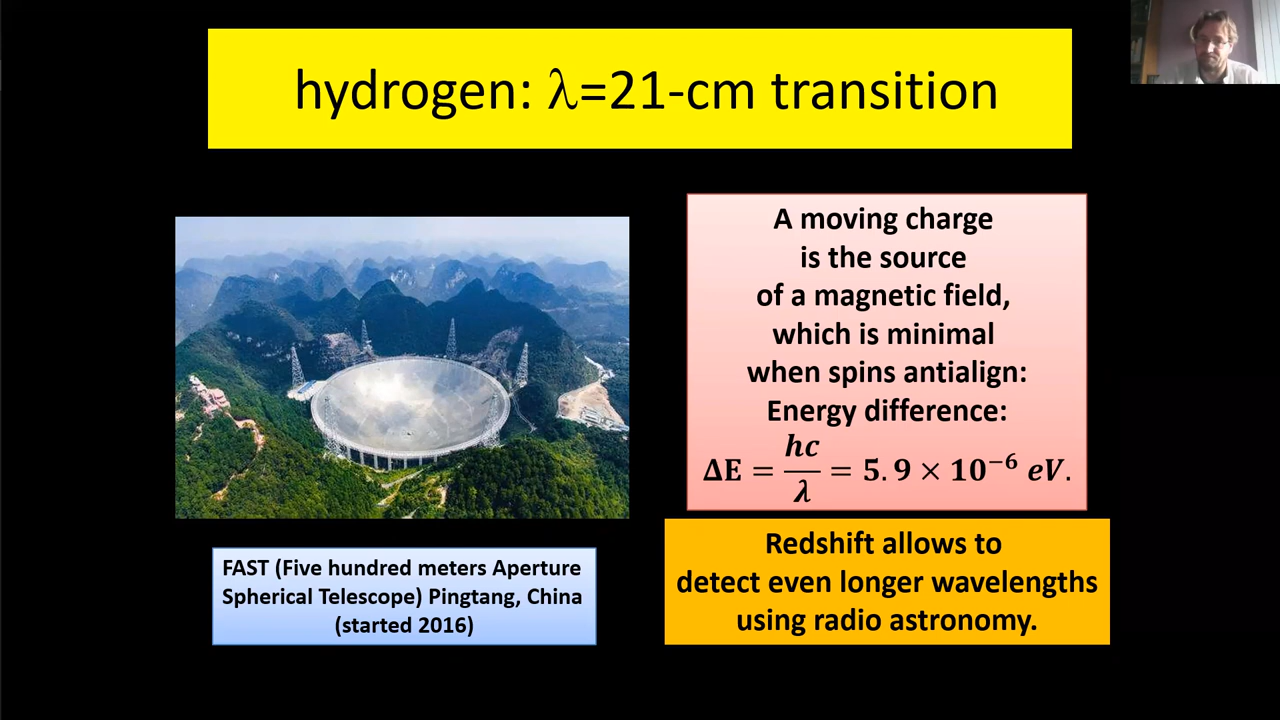 hydrogen: λ=21-cm transition
A moving charge
is the source
of a magnetic field,
which is minimal
when spins antialign:
Energy difference:
ΔE = hc/λ = 5.9 × 10⁻⁶ eV.
FAST (Five hundred meters Aperture
Spherical Telescope) Pingtang, China
(started 2016)
Redshift allows to
detect even longer wavelengths
using radio astronomy.